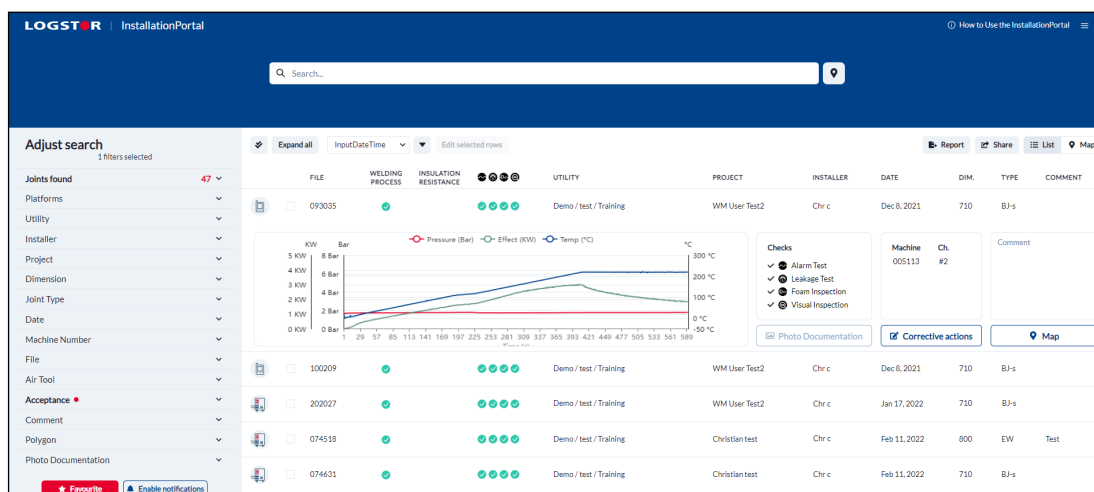 LOGSTOR | InstallationPortal
How to Use the InstallationPortal
Search...
Adjust search
1 filters selected
Joints found 47
Platforms
Utility
Installer
Project
Dimension
Joint Type
Date
Machine Number
File
Air Tool
Acceptance
Comment
Polygon
Photo Documentation
Favourite Enable notifications
Expand all InputDateTime Edit selected rows Report Share List Map
FILE WELDING PROCESS INSULATION RESISTANCE UTILITY PROJECT INSTALLER DATE DIM. TYPE COMMENT
093035 Demo / test / Training WM User Test2 Chr c Dec 8, 2021 710 BJ-s
KW Bar Pressure (Bar) Effect (KW) Temp (°C) °C
5 KW 8 Bar 300 °C
4 KW 6 Bar 200 °C
3 KW 4 Bar
2 KW 100 °C
1 KW 2 Bar 0 °C
0 KW 0 Bar -50 °C
1 29 57 85 113 141 169 197 225 253 281 309 337 365 393 421 449 477 505 533 561 589
Checks
Alarm Test
Leakage Test
Foam Inspection
Visual Inspection
Machine Ch.
005113 #2
Comment
Photo Documentation Corrective actions Map
100209 Demo / test / Training WM User Test2 Chr c Dec 8, 2021 710 BJ-s
202027 Demo / test / Training WM User Test2 Chr c Jan 17, 2022 710 BJ-s
074518 Demo / test / Training Christian test Chr c Feb 11, 2022 800 EW Test
074631 Demo / test / Training Christian test Chr c Feb 11, 2022 710 BJ-s